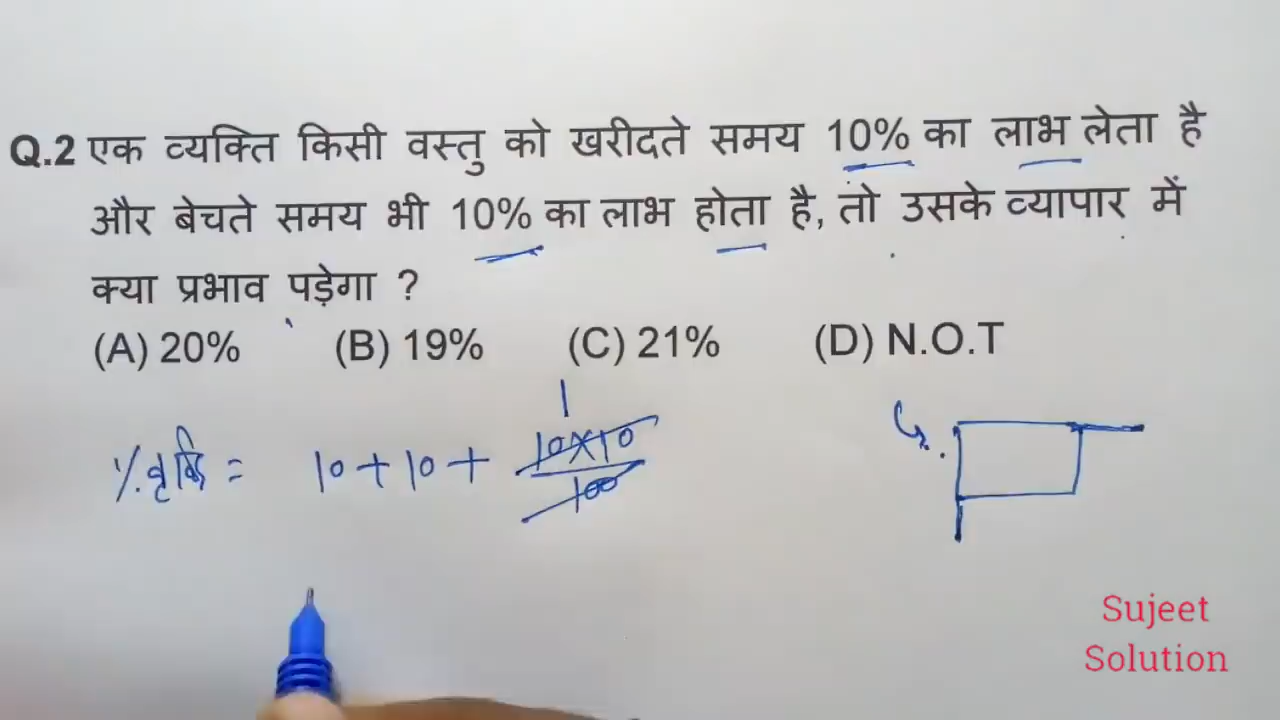 Q.2 एक व्यक्ति किसी वस्तु को खरीदते समय 10% का लाभ लेता है
और बेचते समय भी 10% का लाभ होता है, तो उसके व्यापार में
क्या प्रभाव पड़ेगा ?
(A) 20% (B) 19% (C) 21% (D) N.O.T
1
% वृद्धि = 10 + 10 + 10×10
100
Sujeet
Solution